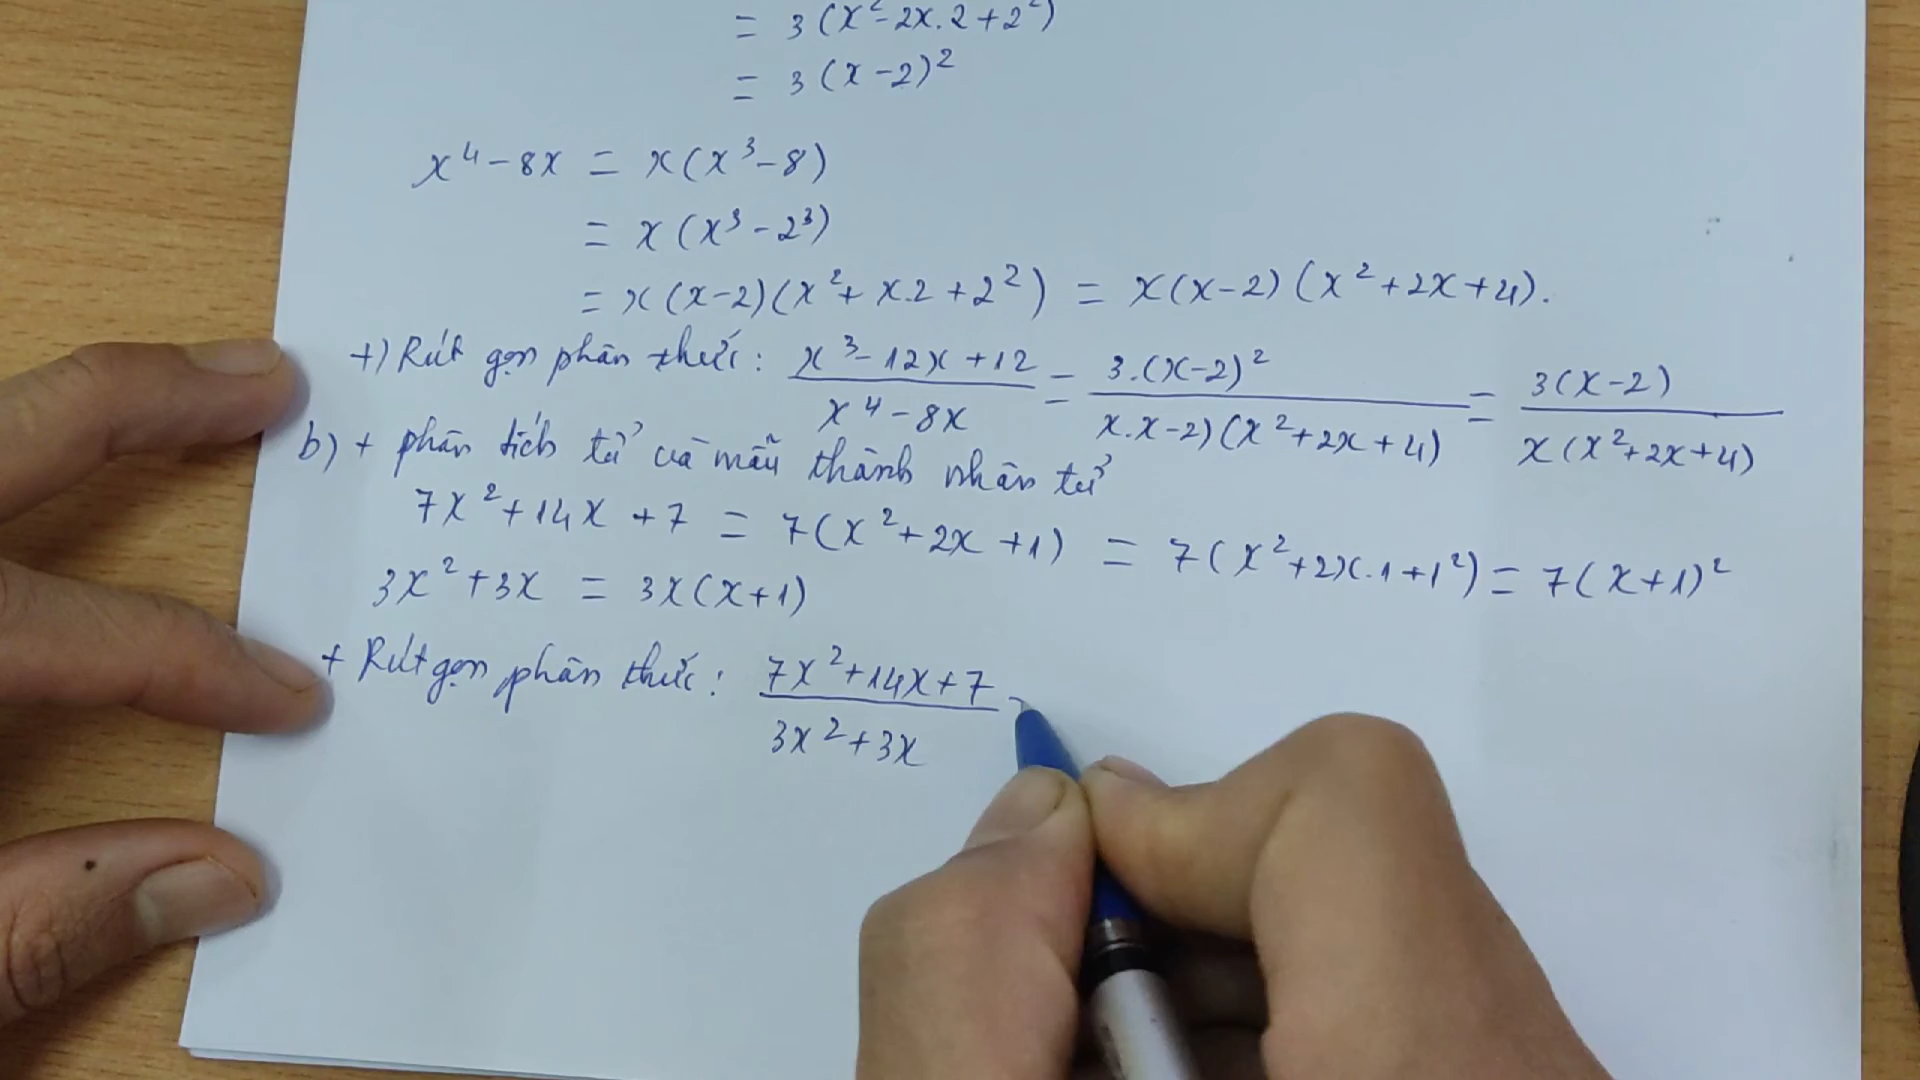 = 3(x² - 2x.2 + 2²)
= 3(x - 2)²
x⁴ - 8x = x(x³ - 8)
= x(x³ - 2³)
= x(x-2)(x² + x.2 + 2²) = x(x-2)(x² + 2x + 4).
+) Rút gọn phân thức: \frac{x³ - 12x + 12}{x⁴ - 8x} = \frac{3.(x-2)²}{x.x-2)(x² + 2x + 4)} = \frac{3(x-2)}{x(x² + 2x + 4)}
b) + phân tích tử và mẫu thành nhân tử
7x² + 14x + 7 = 7(x² + 2x + 1) = 7(x² + 2x.1 + 1²) = 7(x+1)²
3x² + 3x = 3x(x+1)
+ Rút gọn phân thức: \frac{7x² + 14x + 7}{3x² + 3x}